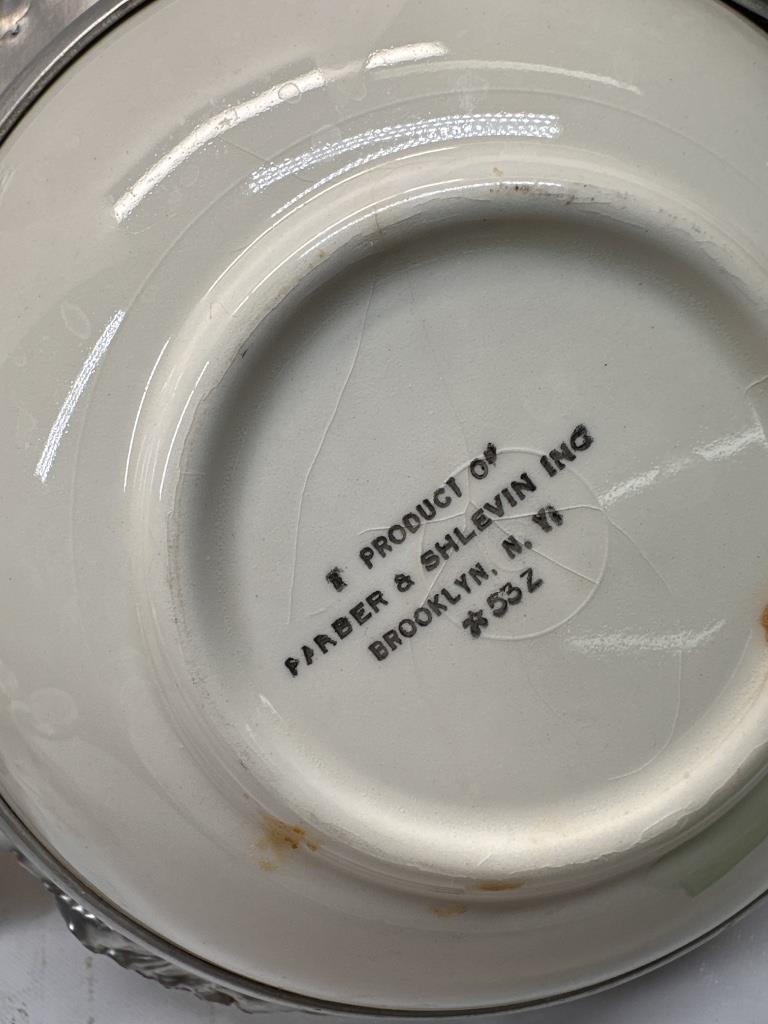 A PRODUCT OF
FARBER & SHLEVIN INC
BROOKLYN, N. Y.
#53Z